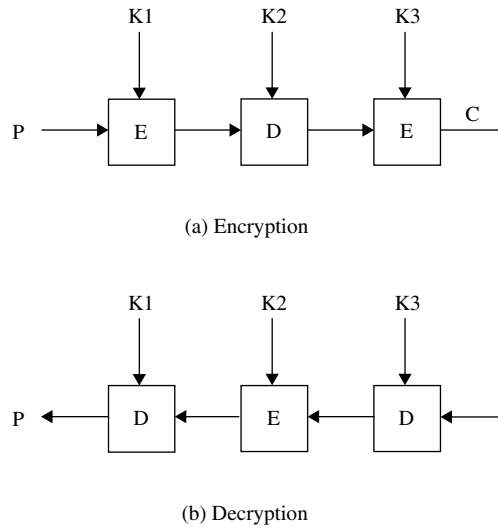 K1 K2 K3
P E D E C
(a) Encryption
K1 K2 K3
P D E D
(b) Decryption